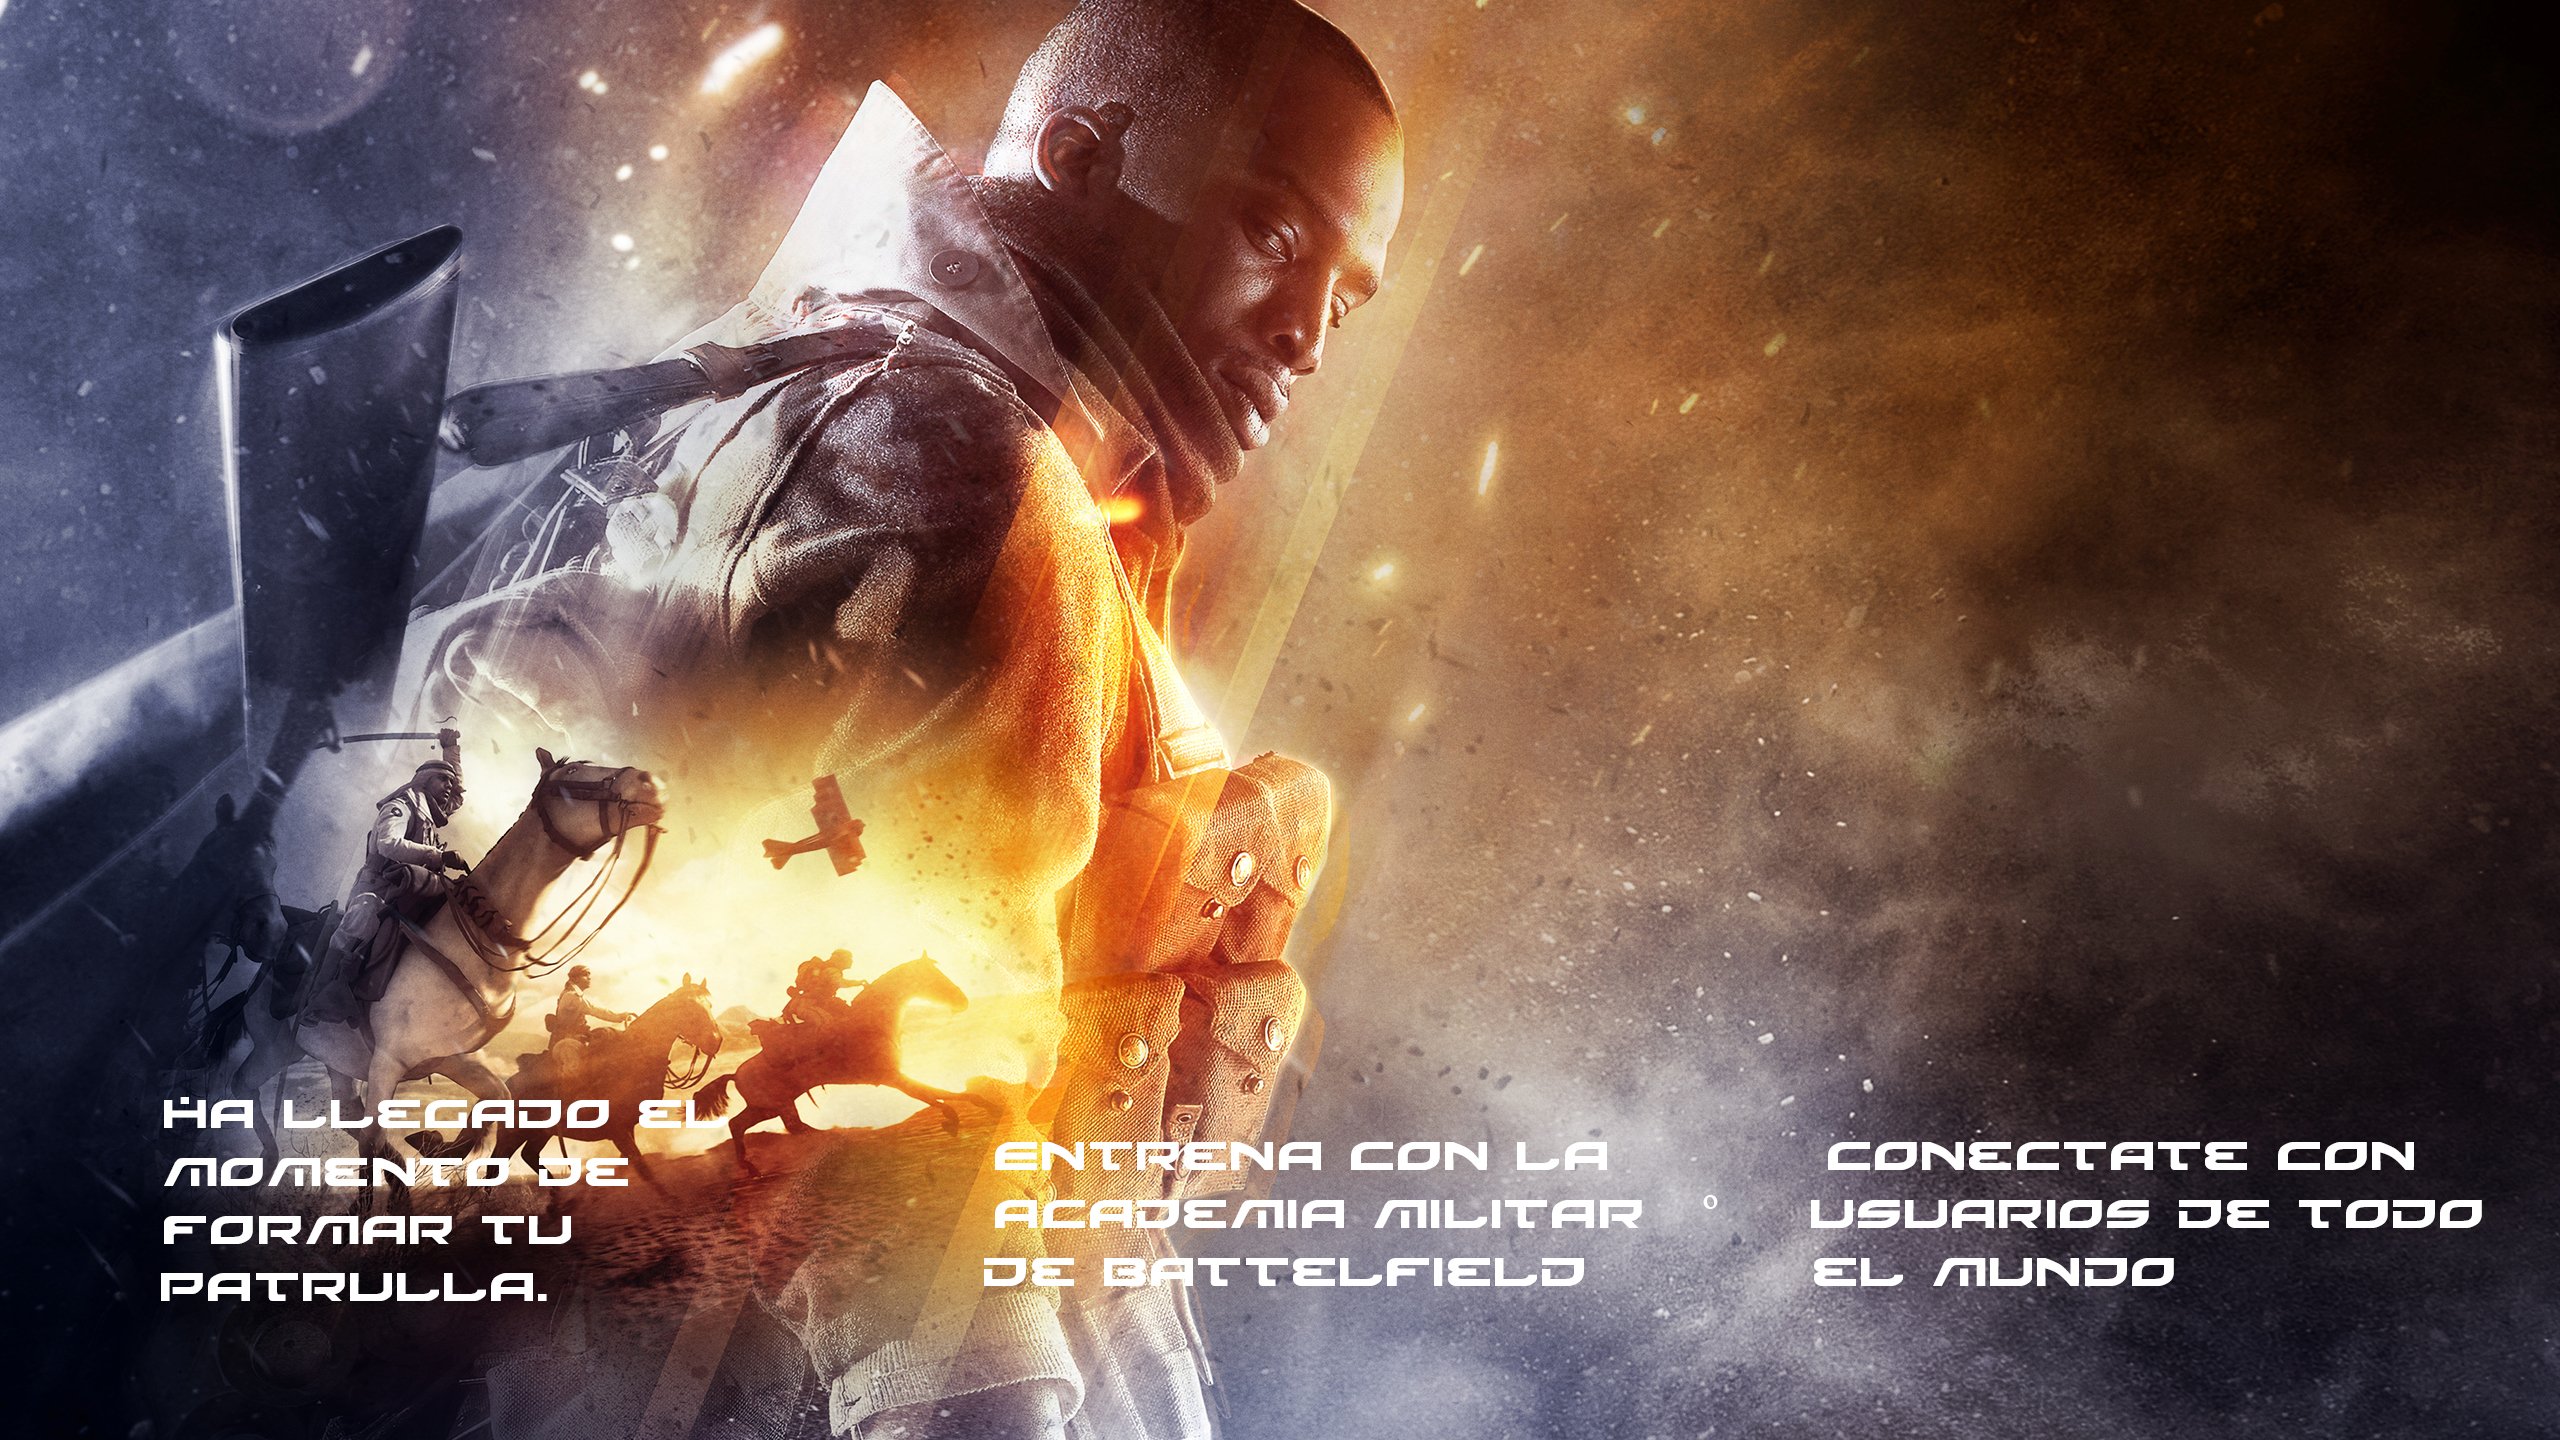 HA LLEGADO EL
MOMENTO DE
FORMAR TU
PATRULLA.
ENTRENA CON LA
ACADEMIA MILITAR
DE BATTELFIELD
º
CONECTATE CON
USUARIOS DE TODO
EL MUNDO